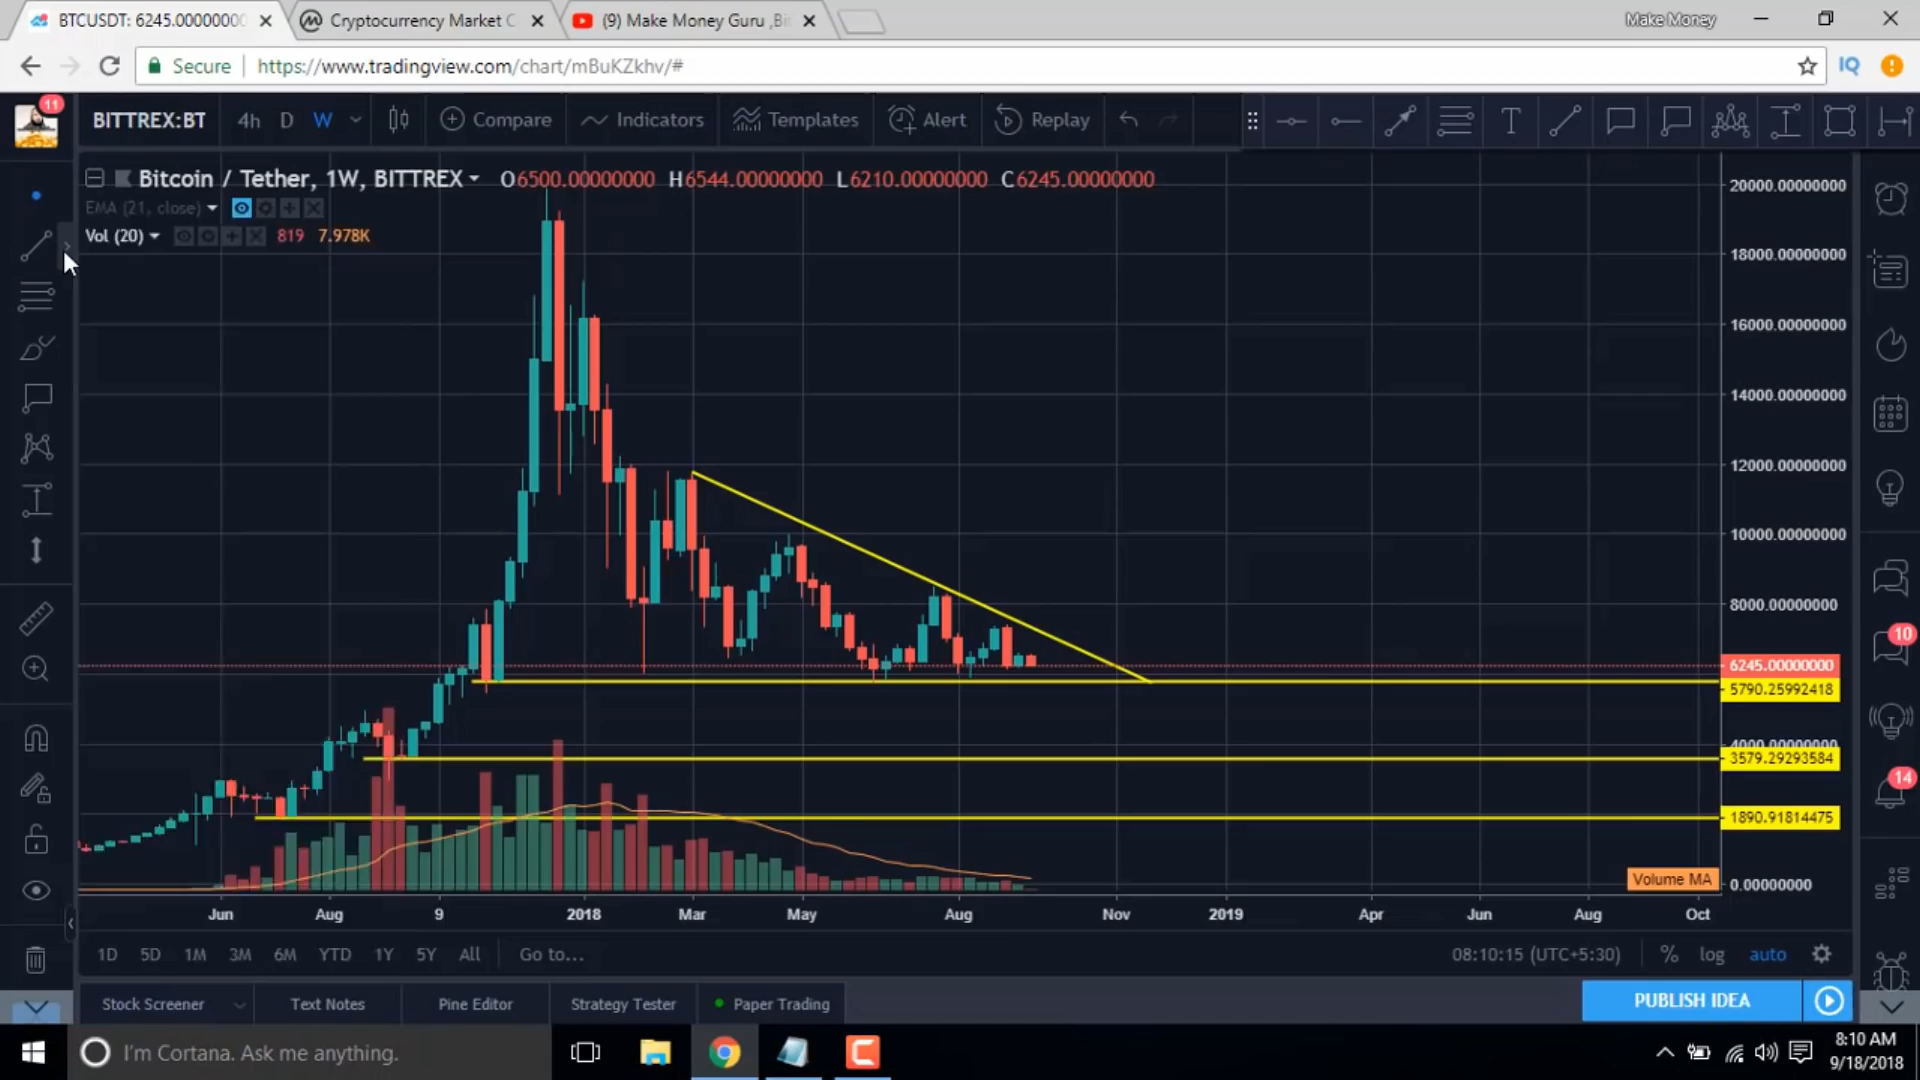 BTCUSDT: 6245.0000000
Cryptocurrency Market C
(9) Make Money Guru ,Bi
Make Money
Secure
https://www.tradingview.com/chart/mBuKZkhv/#
IQ
11
BITTREX:BT
4h
D
W
Compare
Indicators
Templates
Alert
Replay
T
Bitcoin / Tether, 1W, BITTREX
O6500.00000000 H6544.00000000 L6210.00000000 C6245.00000000
EMA (21, close)
Vol (20)
819 7.978K
20000.00000000
18000.00000000
16000.00000000
14000.00000000
12000.00000000
10000.00000000
8000.00000000
6245.00000000
5790.25992418
4000.00000000
3579.29293584
1890.91814475
0.00000000
Volume MA
10
14
Jun Aug 9 2018 Mar May Aug Nov 2019 Apr Jun Aug Oct
1D 5D 1M 3M 6M YTD 1Y 5Y All Go to...
08:10:15 (UTC+5:30) % log auto
Stock Screener Text Notes Pine Editor Strategy Tester Paper Trading
PUBLISH IDEA
I'm Cortana. Ask me anything.
8:10 AM
9/18/2018